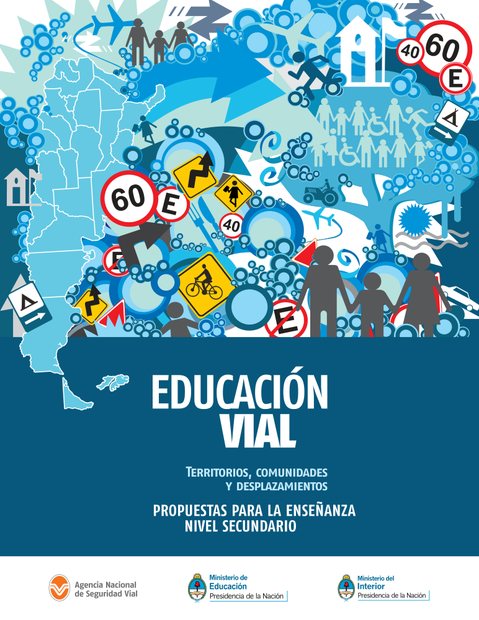 40
60
E
60
E
40
E
E
EDUCACIÓN
VIAL
TERRITORIOS, COMUNIDADES
Y DESPLAZAMIENTOS
PROPUESTAS PARA LA ENSEÑANZA
NIVEL SECUNDARIO
Agencia Nacional
de Seguridad Vial
Ministerio de
Educación
Presidencia de la Nación
Ministerio del
Interior
Presidencia de la Nación